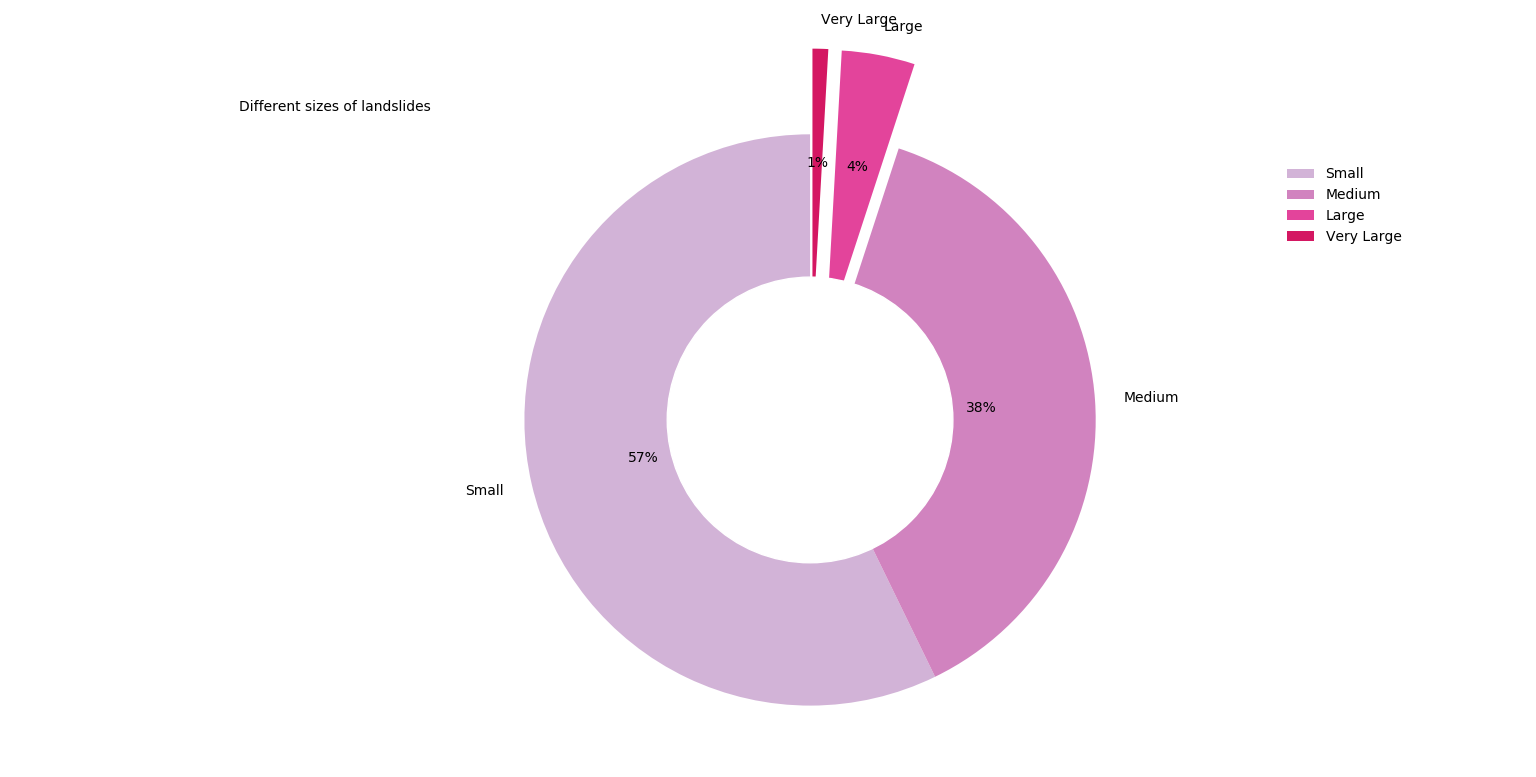 Very Large
Large
Different sizes of landslides
1%
4%
Small
Medium
Large
Very Large
Medium
38%
57%
Small